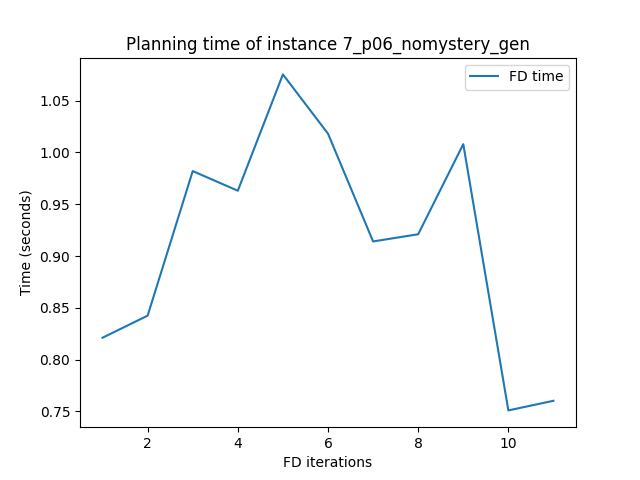 Planning time of instance 7_p06_nomystery_gen
FD time
1.05
1.00
0.95
0.90
0.85
0.80
0.75
Time (seconds)
2 4 6 8 10
FD iterations